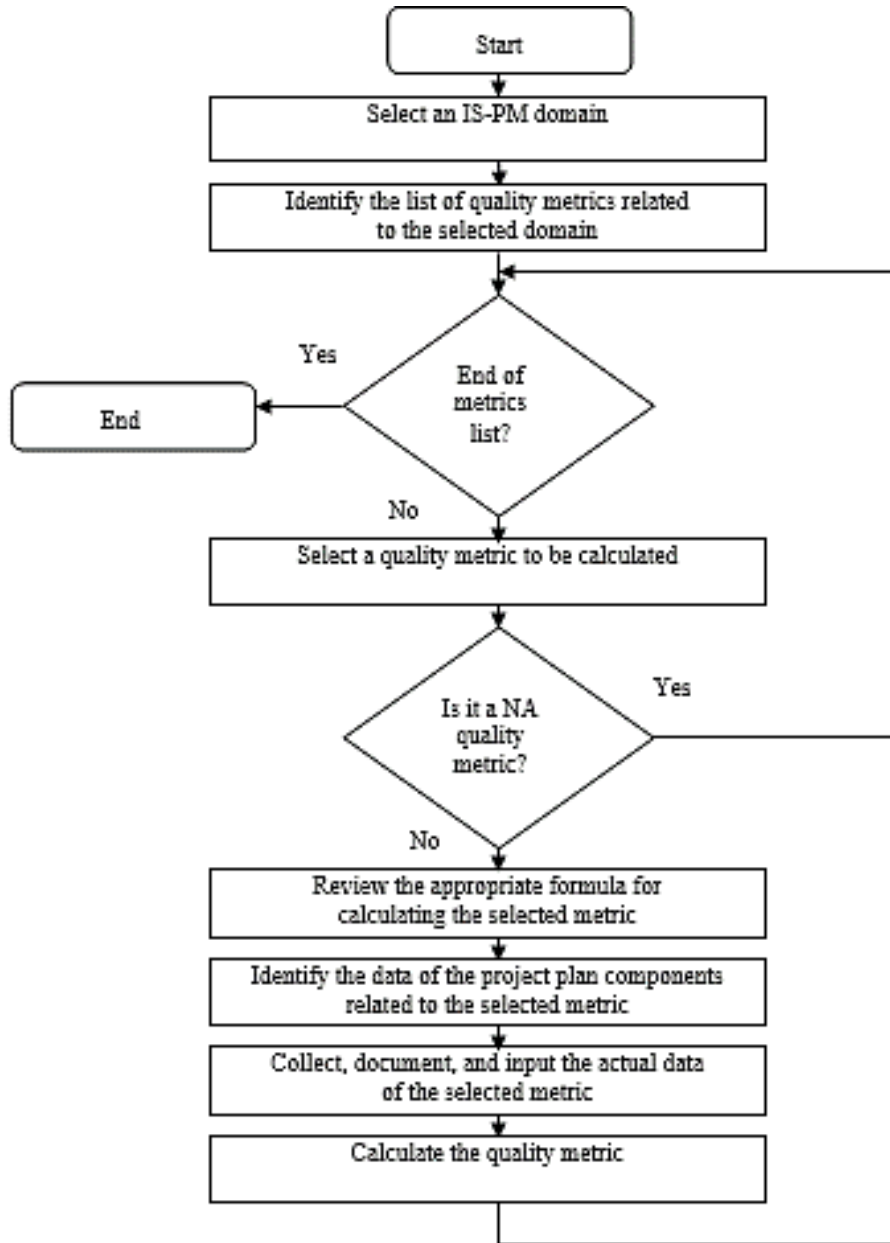 Start
Select an IS-PM domain
Identify the list of quality metrics related
to the selected domain
Yes
End of
metrics
list?
End
No
Select a quality metric to be calculated
Yes
Is it a NA
quality
metric?
No
Review the appropriate formula for
calculating the selected metric
Identify the data of the project plan components
related to the selected metric
Collect, document, and input the actual data
of the selected metric
Calculate the quality metric